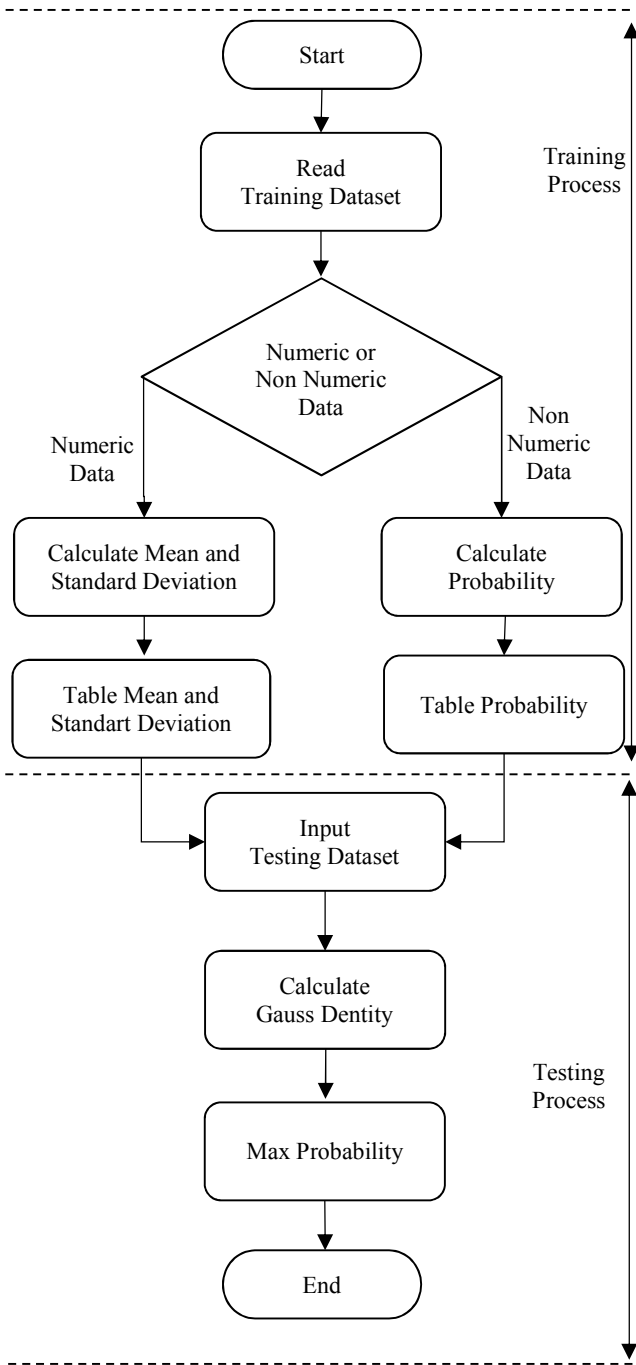 Start
Read
Training Dataset
Training
Process
Numeric or
Non Numeric
Data
Numeric
Data
Non
Numeric
Data
Calculate Mean and
Standard Deviation
Calculate
Probability
Table Mean and
Standart Deviation
Table Probability
Input
Testing Dataset
Calculate
Gauss Dentity
Testing
Process
Max Probability
End